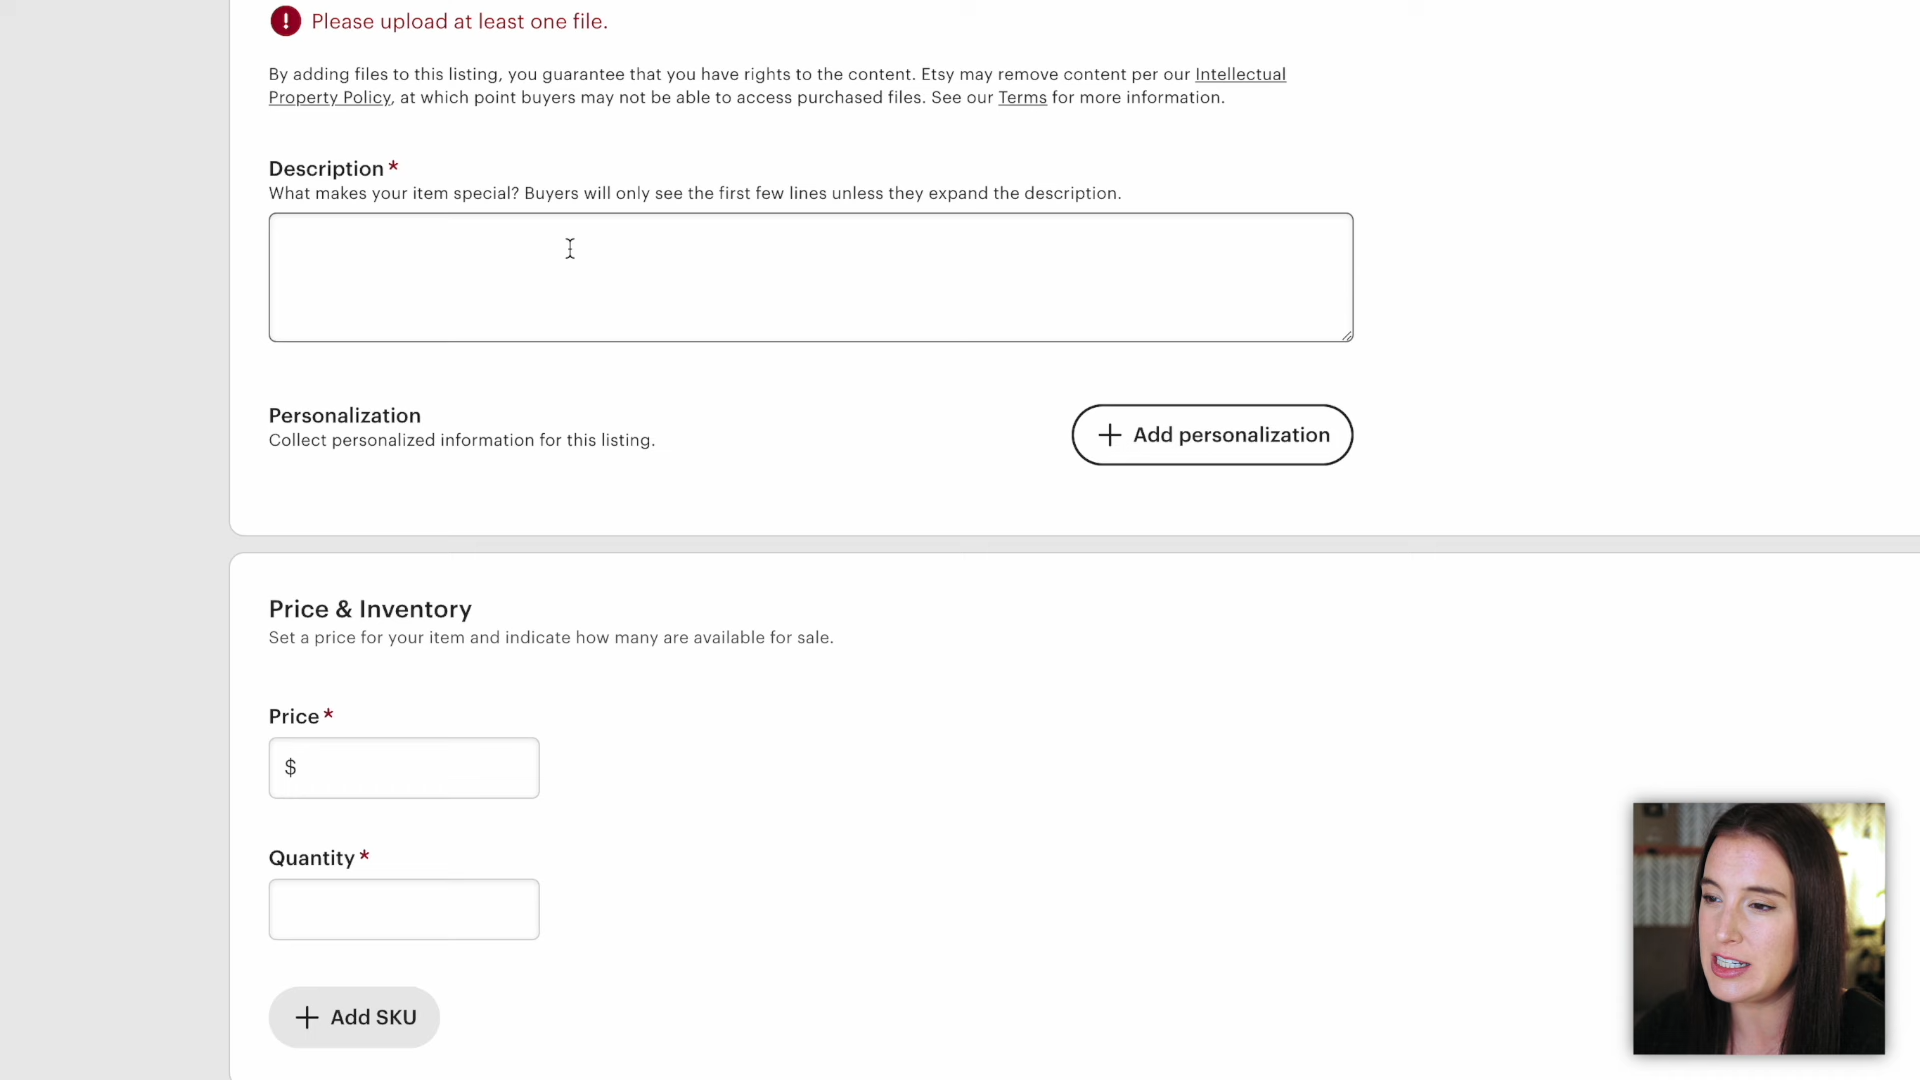 Please upload at least one file.
By adding files to this listing, you guarantee that you have rights to the content. Etsy may remove content per our Intellectual
Property Policy, at which point buyers may not be able to access purchased files. See our Terms for more information.
Description *
What makes your item special? Buyers will only see the first few lines unless they expand the description.
Personalization
Collect personalized information for this listing.
+ Add personalization
Price & Inventory
Set a price for your item and indicate how many are available for sale.
Price *
$
Quantity *
+ Add SKU